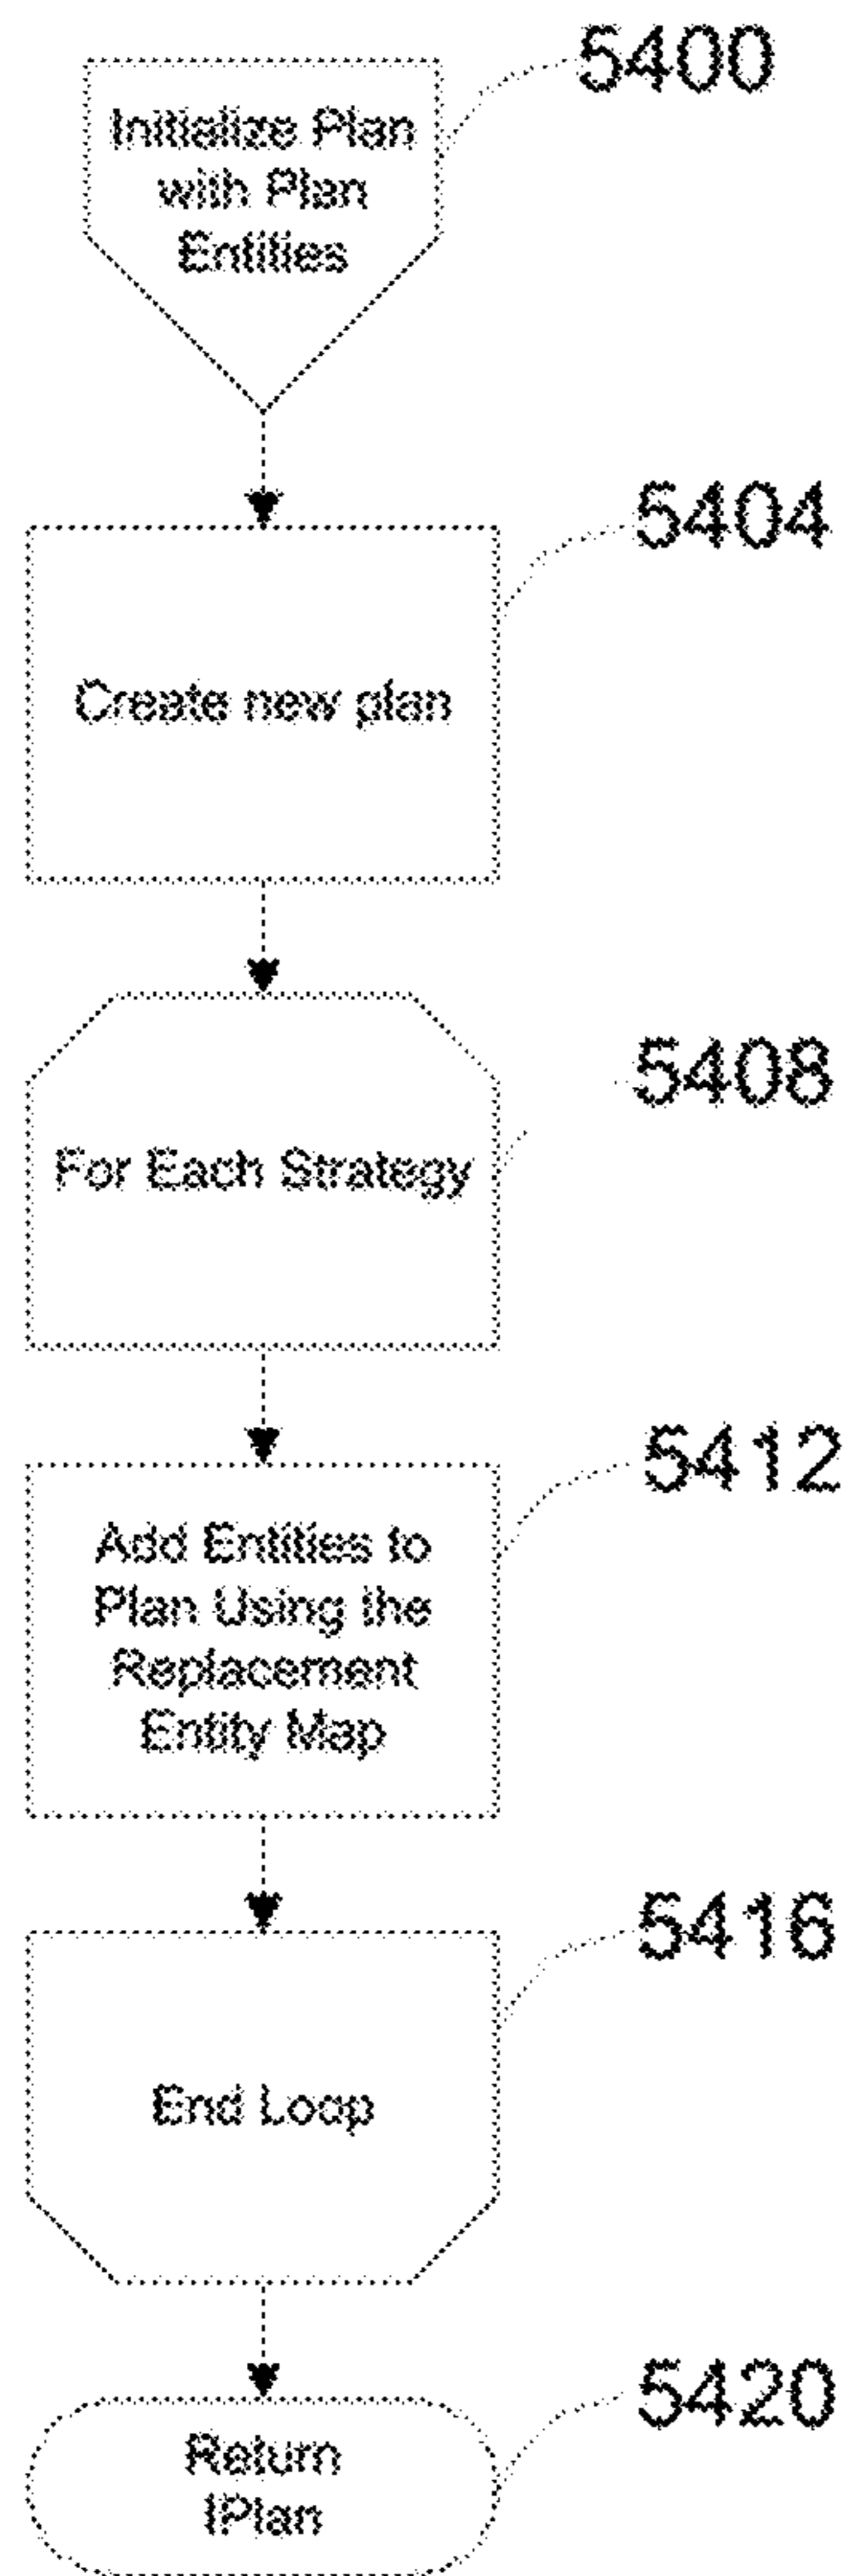 5400
Initialize Plan
with Plan
Entities
5404
Create new plan
5408
For Each Strategy
5412
Add Entities to
Plan Using the
Replacement
Entity Map
5416
End Loop
5420
Return
IPlan